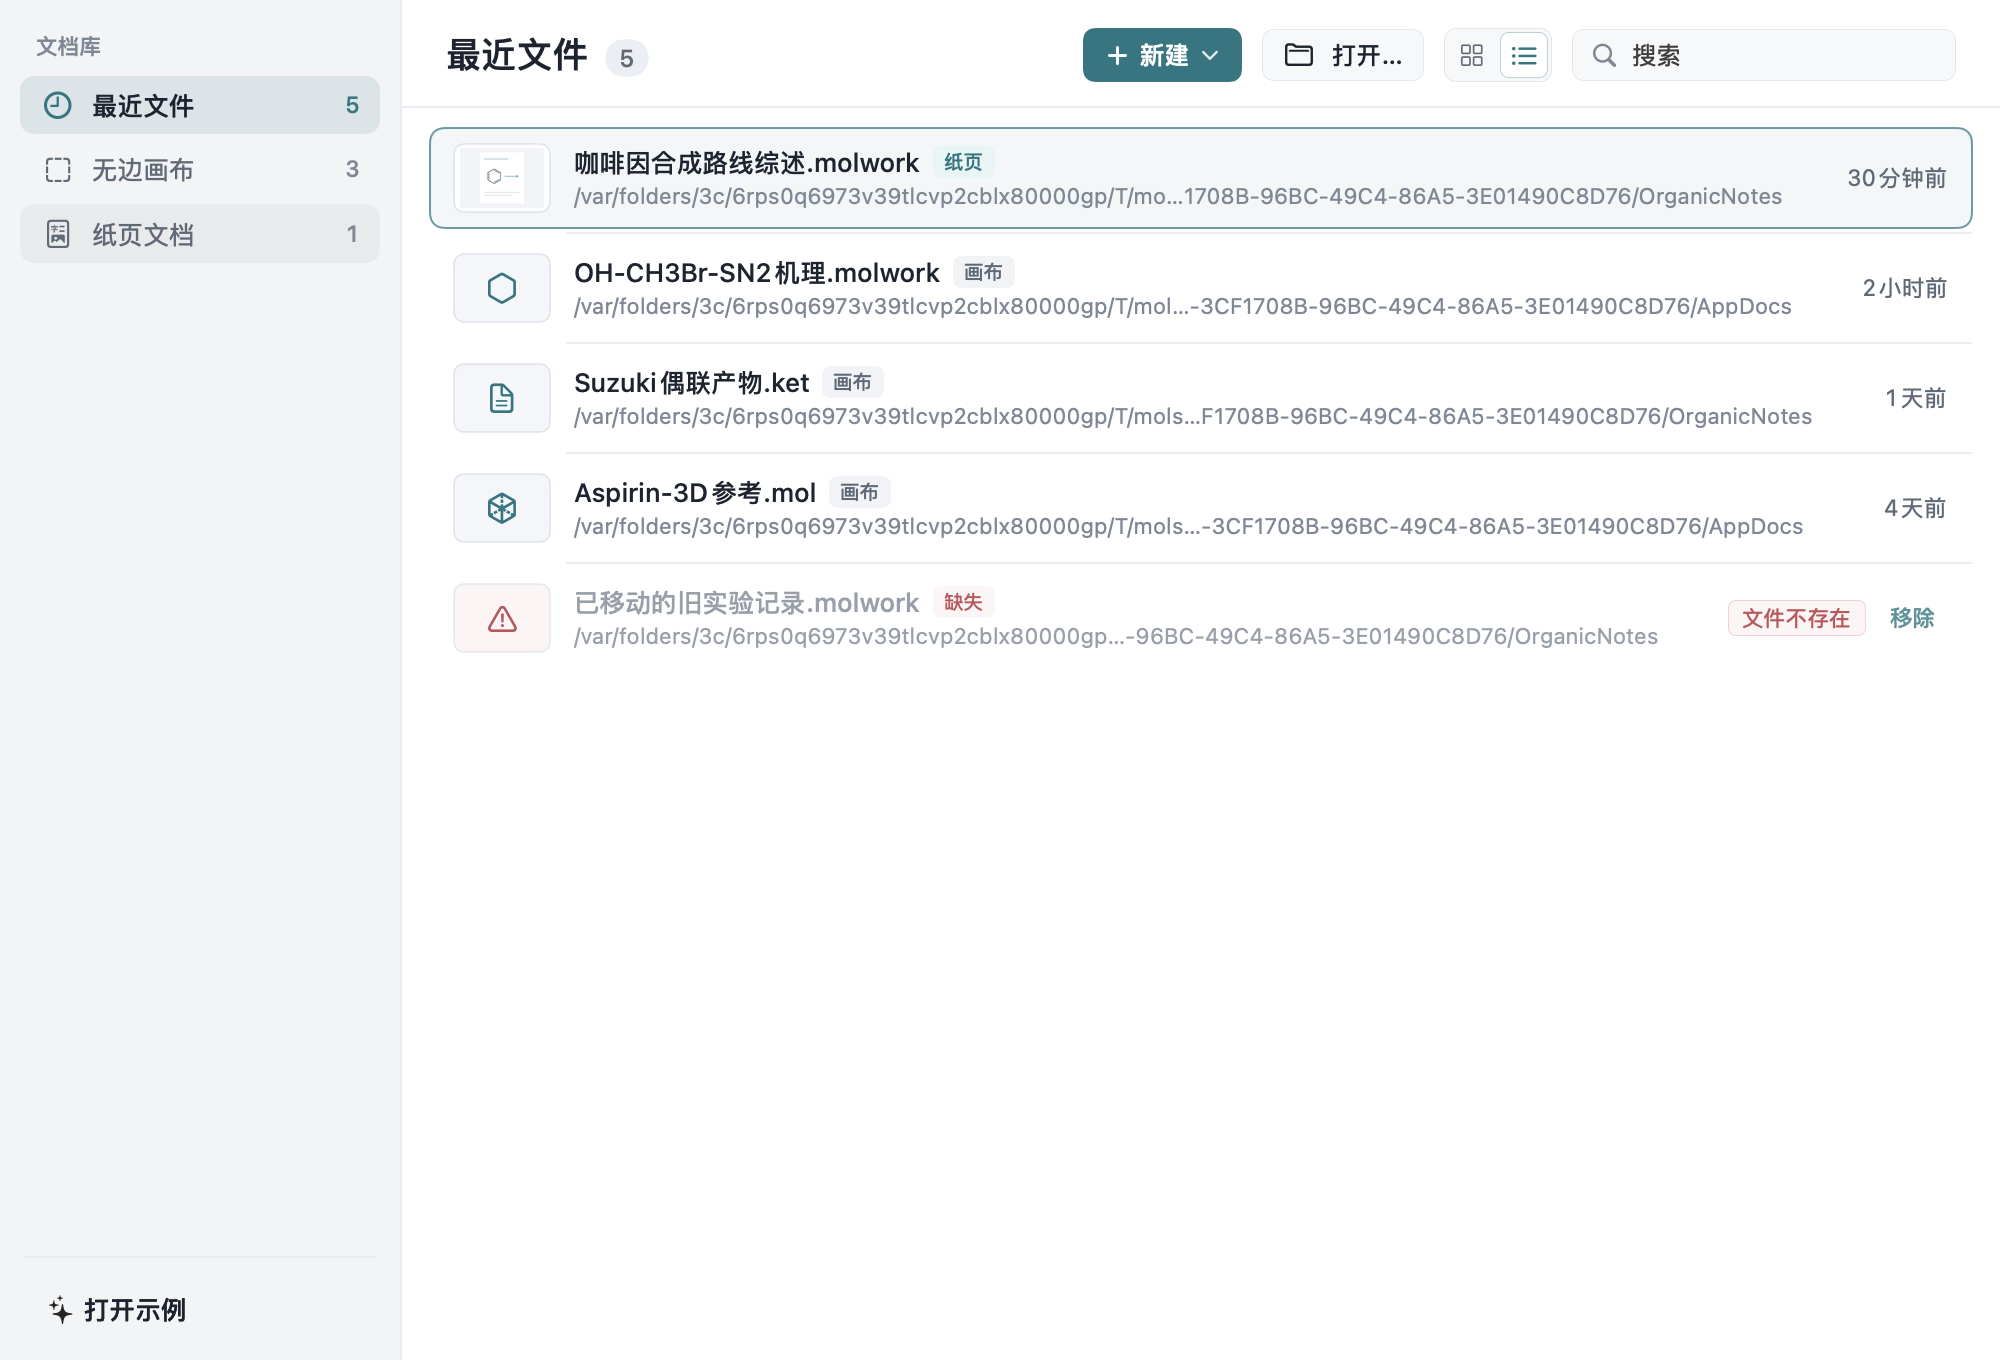 文档库
最近文件 5
无边画布 3
纸页文档 1
打开示例
最近文件 5
新建
打开...
搜索
咖啡因合成路线综述.molwork 纸页
/var/folders/3c/6rps0q6973v39tlcvp2cblx80000gp/T/mo...1708B-96BC-49C4-86A5-3E01490C8D76/OrganicNotes
30分钟前
OH-CH3Br-SN2机理.molwork 画布
/var/folders/3c/6rps0q6973v39tlcvp2cblx80000gp/T/mol...-3CF1708B-96BC-49C4-86A5-3E01490C8D76/AppDocs
2小时前
Suzuki偶联产物.ket 画布
/var/folders/3c/6rps0q6973v39tlcvp2cblx80000gp/T/mols...F1708B-96BC-49C4-86A5-3E01490C8D76/OrganicNotes
1天前
Aspirin-3D参考.mol 画布
/var/folders/3c/6rps0q6973v39tlcvp2cblx80000gp/T/mols...-3CF1708B-96BC-49C4-86A5-3E01490C8D76/AppDocs
4天前
已移动的旧实验记录.molwork 缺失
/var/folders/3c/6rps0q6973v39tlcvp2cblx80000gp...-96BC-49C4-86A5-3E01490C8D76/OrganicNotes
文件不存在 移除